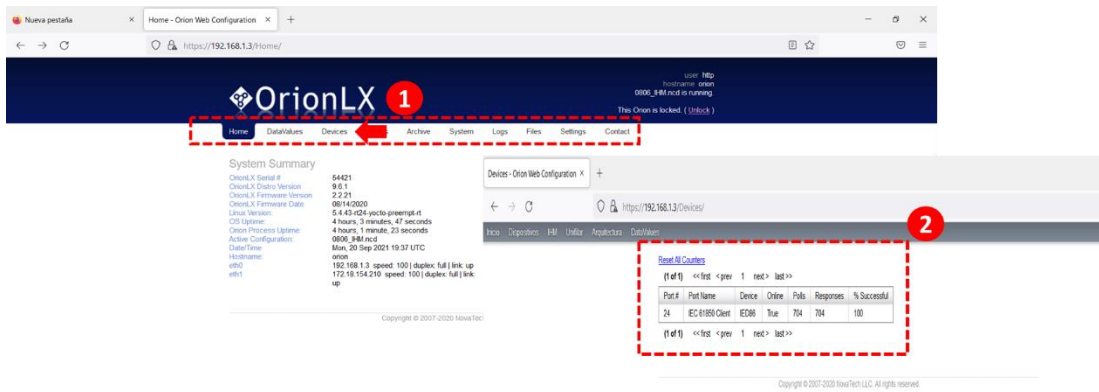 Nueva pestaña
Home - Orion Web Configuration
https://192.168.1.3/Home/
OrionLX
1
user http
hostname orion
0806_IHM.ncd is running.
This Orion is locked. ( Unlock )
Home DataValues Devices Archive System Logs Files Settings Contact
System Summary
OrionLX Serial # 54421
OrionLX Distro Version 9.6.1
OrionLX Firmware Version 2.2.21
OrionLX Firmware Date 08/14/2020
Linux Version: 5.4.43-rt24-yocto-preempt-rt
OS Uptime: 4 hours, 3 minutes, 47 seconds
Orion Process Uptime: 4 hours, 1 minute, 23 seconds
Active Configuration: 0806_IHM.ncd
Date/Time Mon, 20 Sep 2021 19:37 UTC
Hostname: orion
eth0 192.168.1.3 speed: 100 | duplex: full | link: up
eth1 172.18.154.210 speed: 100 | duplex: full | link: up
Copyright © 2007-2020 NovaTec
Devices - Orion Web Configuration
https://192.168.1.3/Devices/
Inicio Dispositivos IHM Unifilar Arquitectura DataValues
2
Reset All Counters
(1 of 1) <<first <prev 1 next> last>>
Port # Port Name Device Online Polls Responses % Successful
24 IEC 61850 Client IED86 True 704 704 100
(1 of 1) <<first <prev 1 next> last>>
Copyright © 2007-2020 NovaTech LLC. All rights reserved.